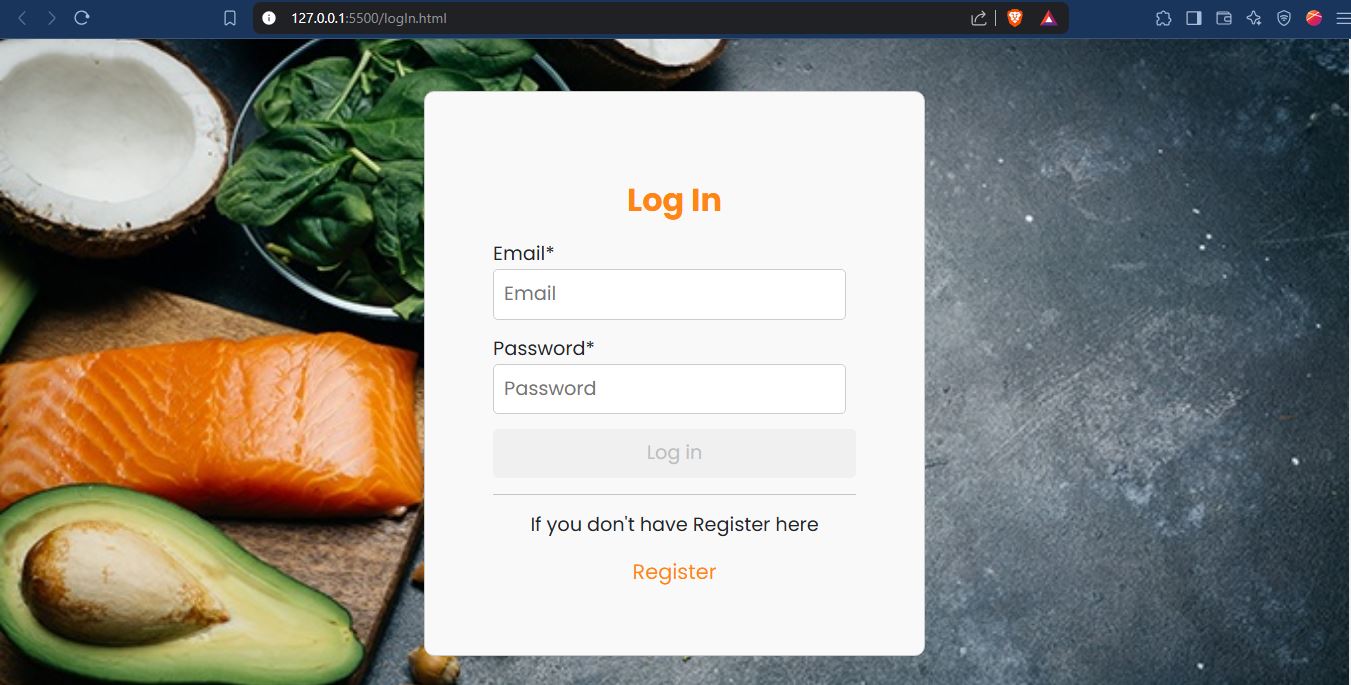 127.0.0.1:5500/logIn.html
Log In
Email*
Email
Password*
Password
Log in
If you don't have Register here
Register